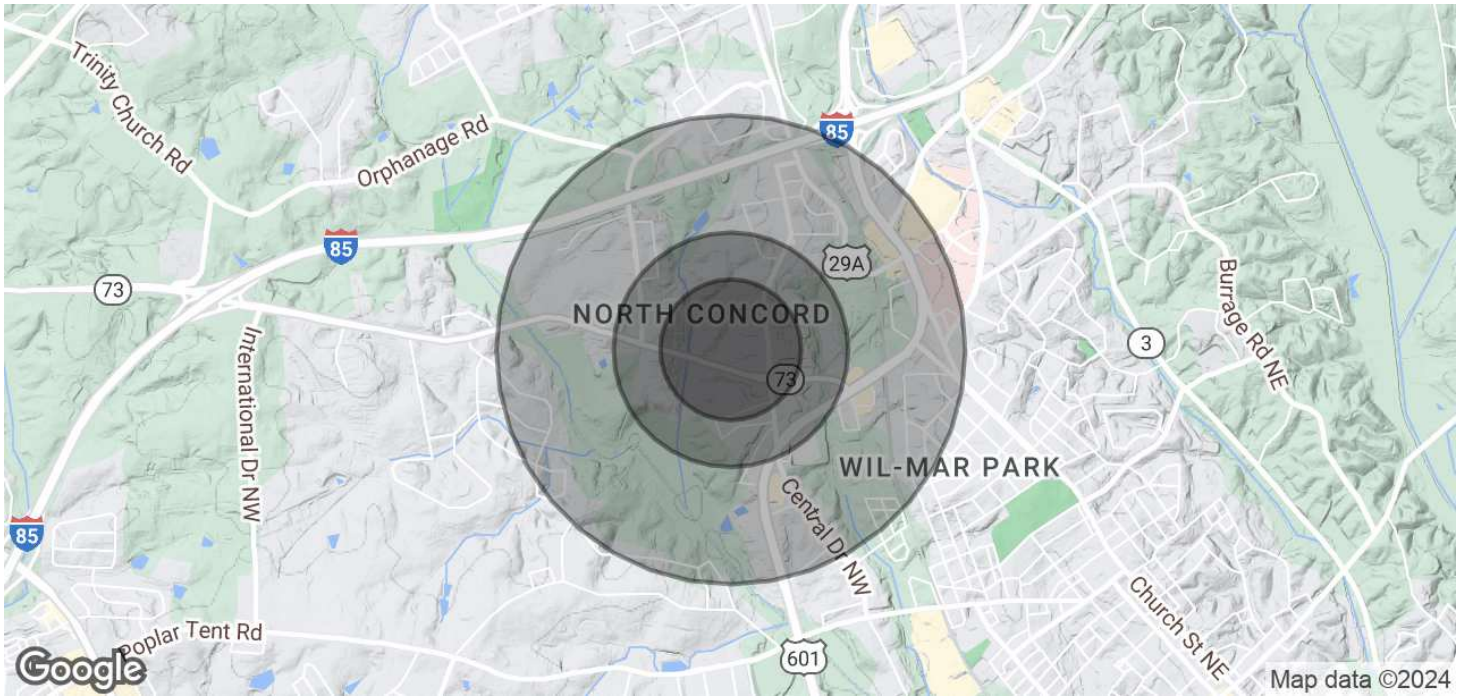 Trinity Church Rd
Orphanage Rd
85
85
73
29A
NORTH CONCORD
73
3
Burrage Rd NE
International Dr NW
WIL-MAR PARK
85
Central Dr NW
Church St NE
Poplar Tent Rd
601
Google
Map data ©2024